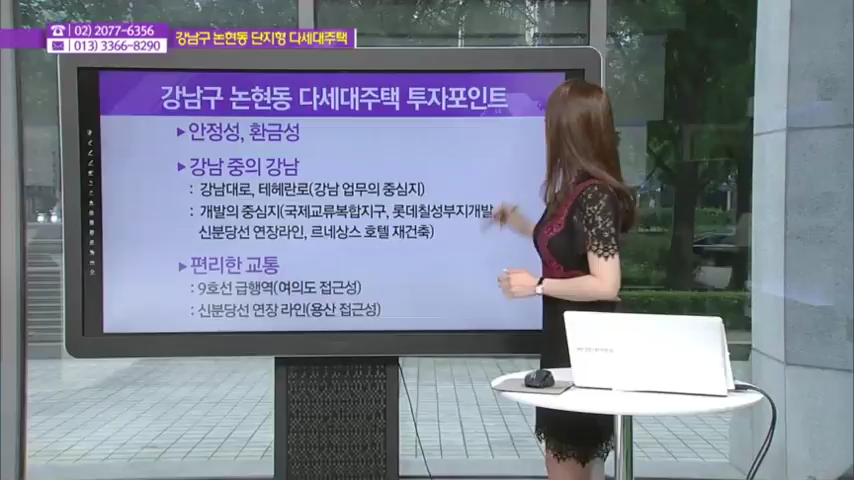 02) 2077-6356
013) 3366-8290
강남구 논현동 단지형 다세대주택
강남구 논현동 다세대주택 투자포인트
▶안정성, 환금성
▶강남 중의 강남
: 강남대로, 테헤란로(강남 업무의 중심지)
: 개발의 중심지(국제교류복합지구, 롯데칠성부지개발,
신분당선 연장라인, 르네상스 호텔 재건축)
▶편리한 교통
: 9호선 급행역(여의도 접근성)
: 신분당선 연장 라인(용산 접근성)